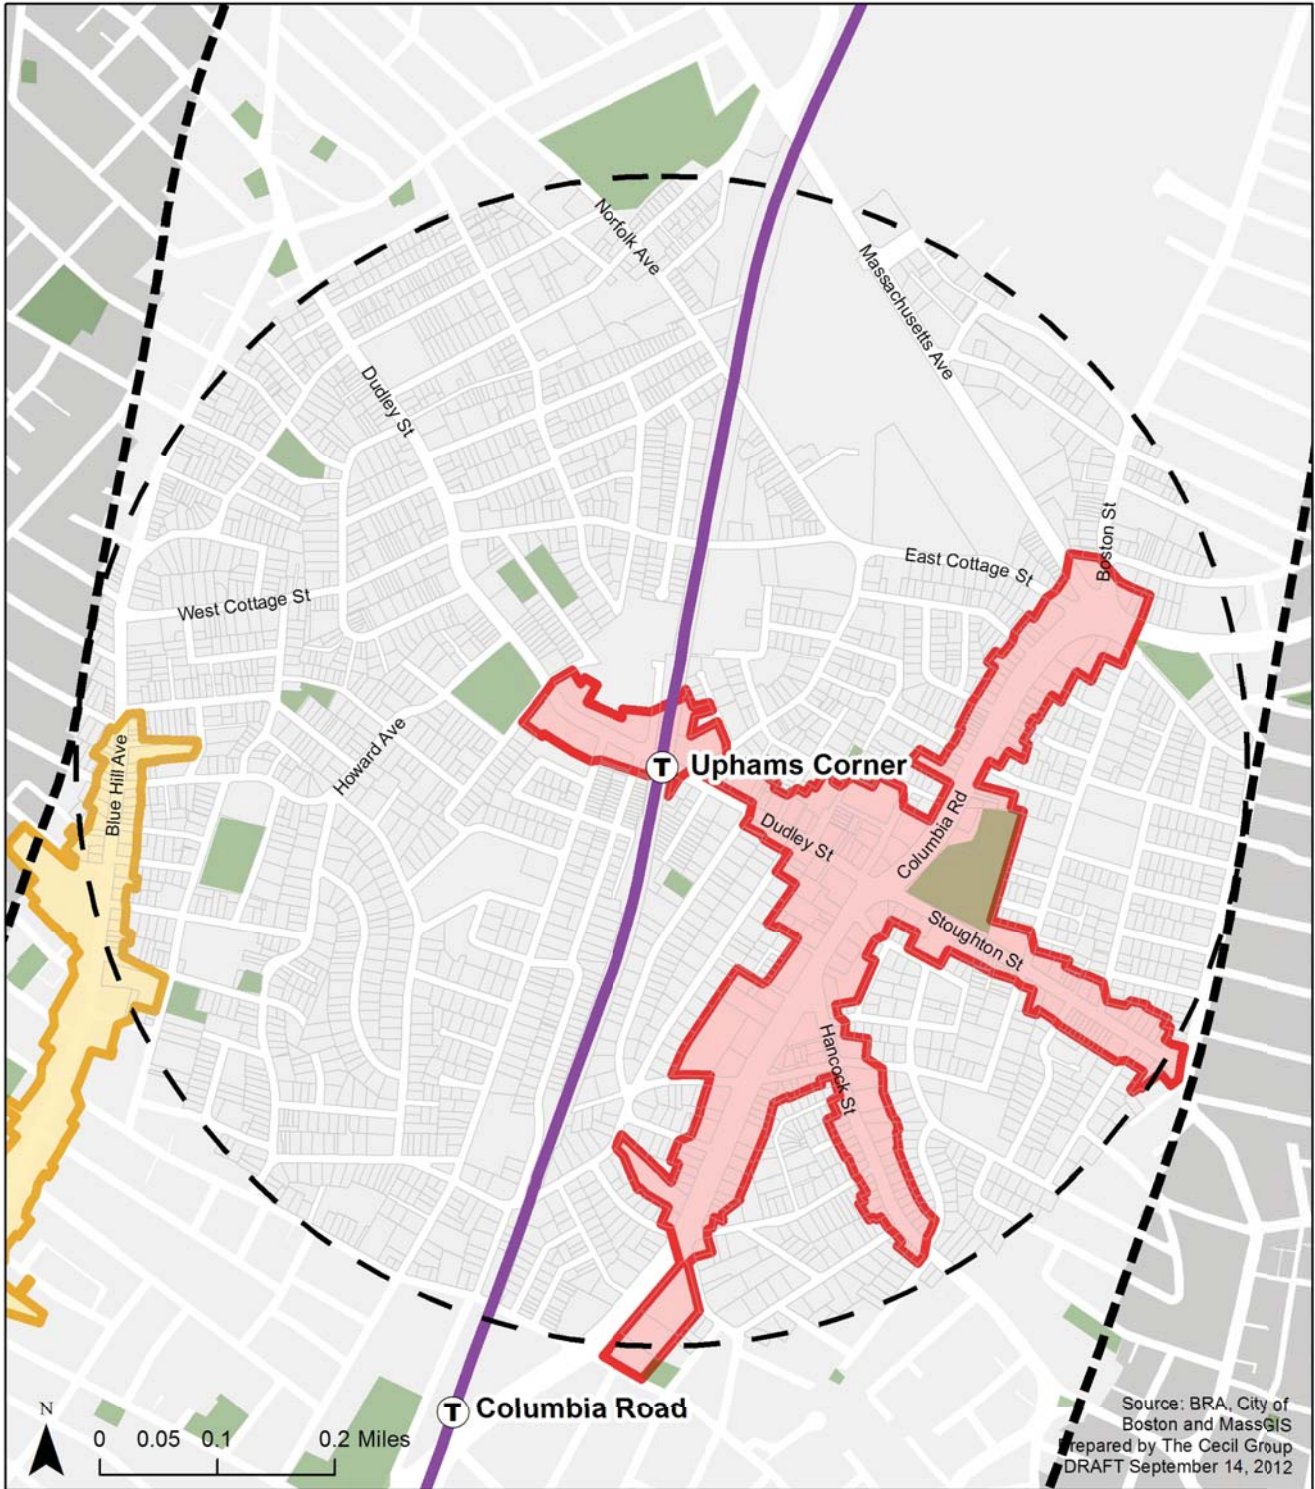 Norfolk Ave
Massachusetts Ave
Dudley St
Boston St
East Cottage St
West Cottage St
Howard Ave
Blue Hill Ave
T Uphams Corner
Columbia Rd
Dudley St
Stoughton St
Hancock St
T Columbia Road
N
0 0.05 0.1 0.2 Miles
Source: BRA, City of
Boston and MassGIS
Prepared by The Cecil Group
DRAFT September 14, 2012